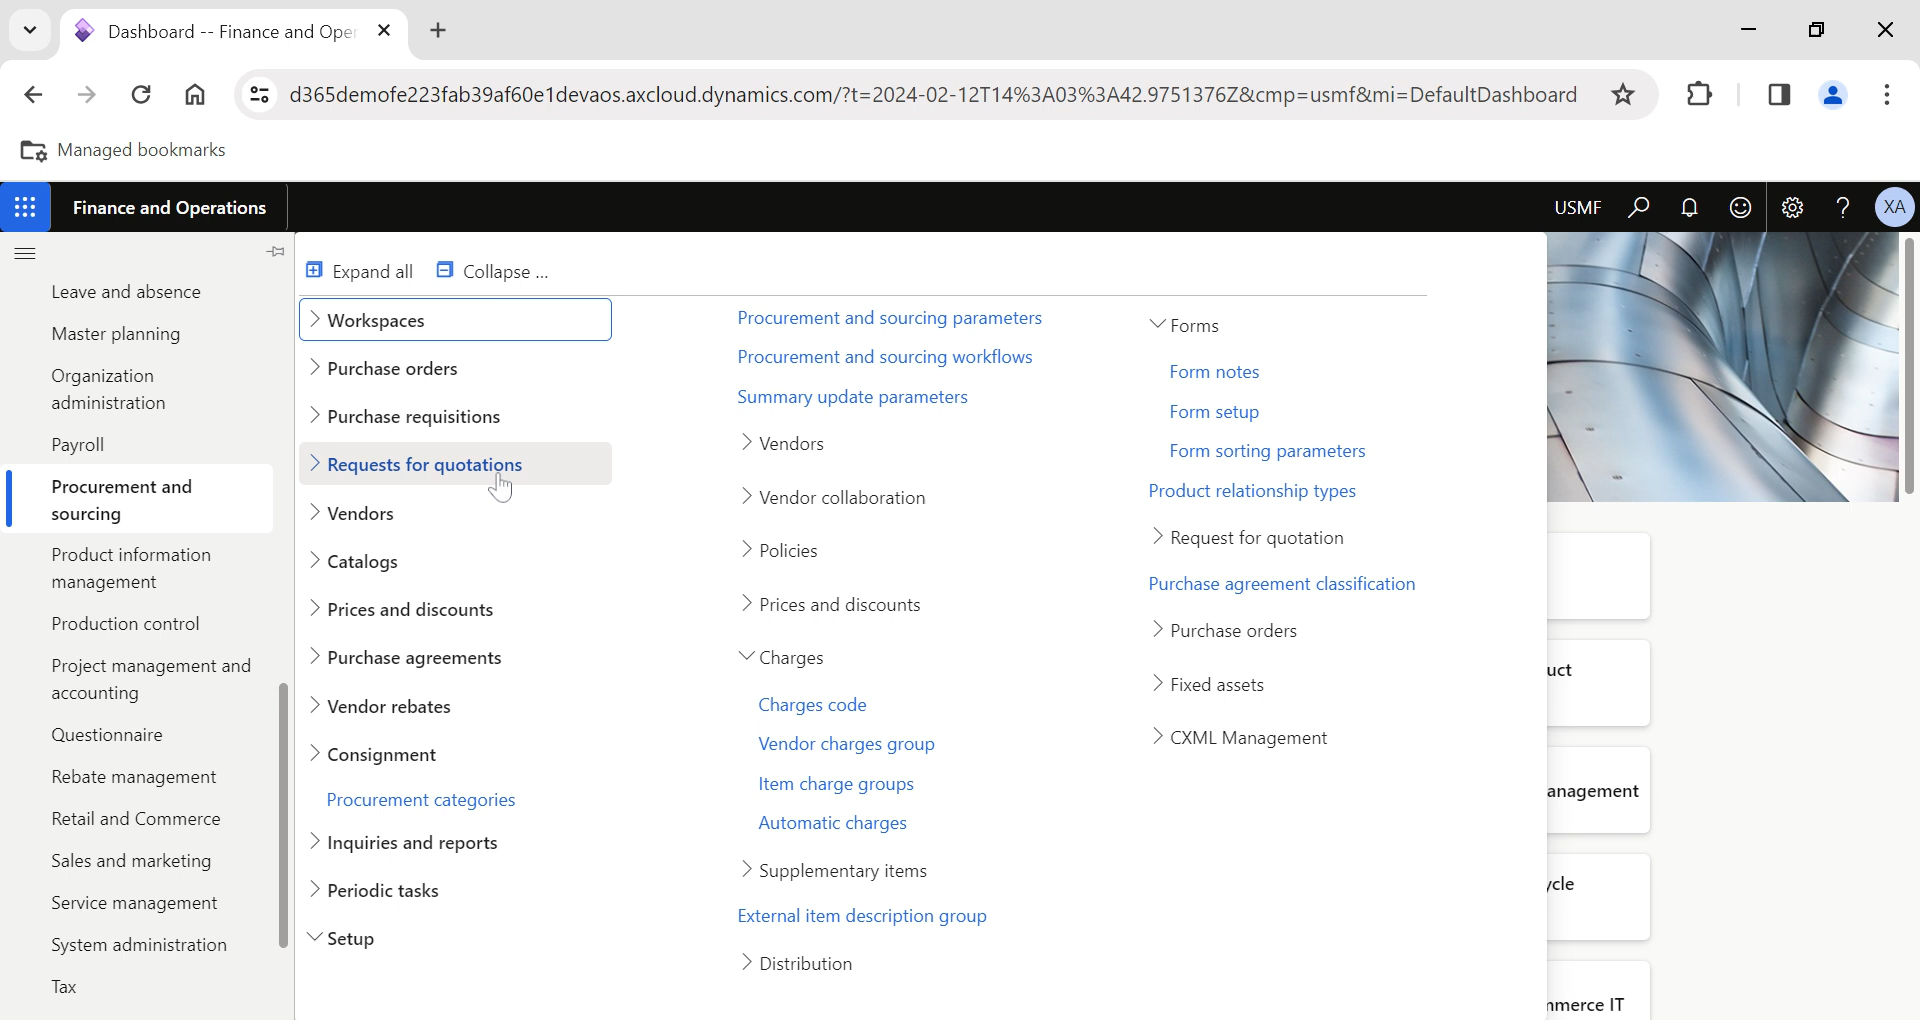 Dashboard -- Finance and Ope
d365demofe223fab39af60e1devaos.axcloud.dynamics.com/?t=2024-02-12T14%3A03%3A42.9751376Z&cmp=usmf&mi=DefaultDashboard
Managed bookmarks
Finance and Operations
USMF
?
XA
Leave and absence
Master planning
Organization
administration
Payroll
Procurement and
sourcing
Product information
management
Production control
Project management and
accounting
Questionnaire
Rebate management
Retail and Commerce
Sales and marketing
Service management
System administration
Tax
Expand all
Collapse ...
Workspaces
Purchase orders
Purchase requisitions
Requests for quotations
Vendors
Catalogs
Prices and discounts
Purchase agreements
Vendor rebates
Consignment
Procurement categories
Inquiries and reports
Periodic tasks
Setup
Procurement and sourcing parameters
Procurement and sourcing workflows
Summary update parameters
Vendors
Vendor collaboration
Policies
Prices and discounts
Charges
Charges code
Vendor charges group
Item charge groups
Automatic charges
Supplementary items
External item description group
Distribution
Forms
Form notes
Form setup
Form sorting parameters
Product relationship types
Request for quotation
Purchase agreement classification
Purchase orders
Fixed assets
CXML Management
uct
anagement
ycle
mmerce IT